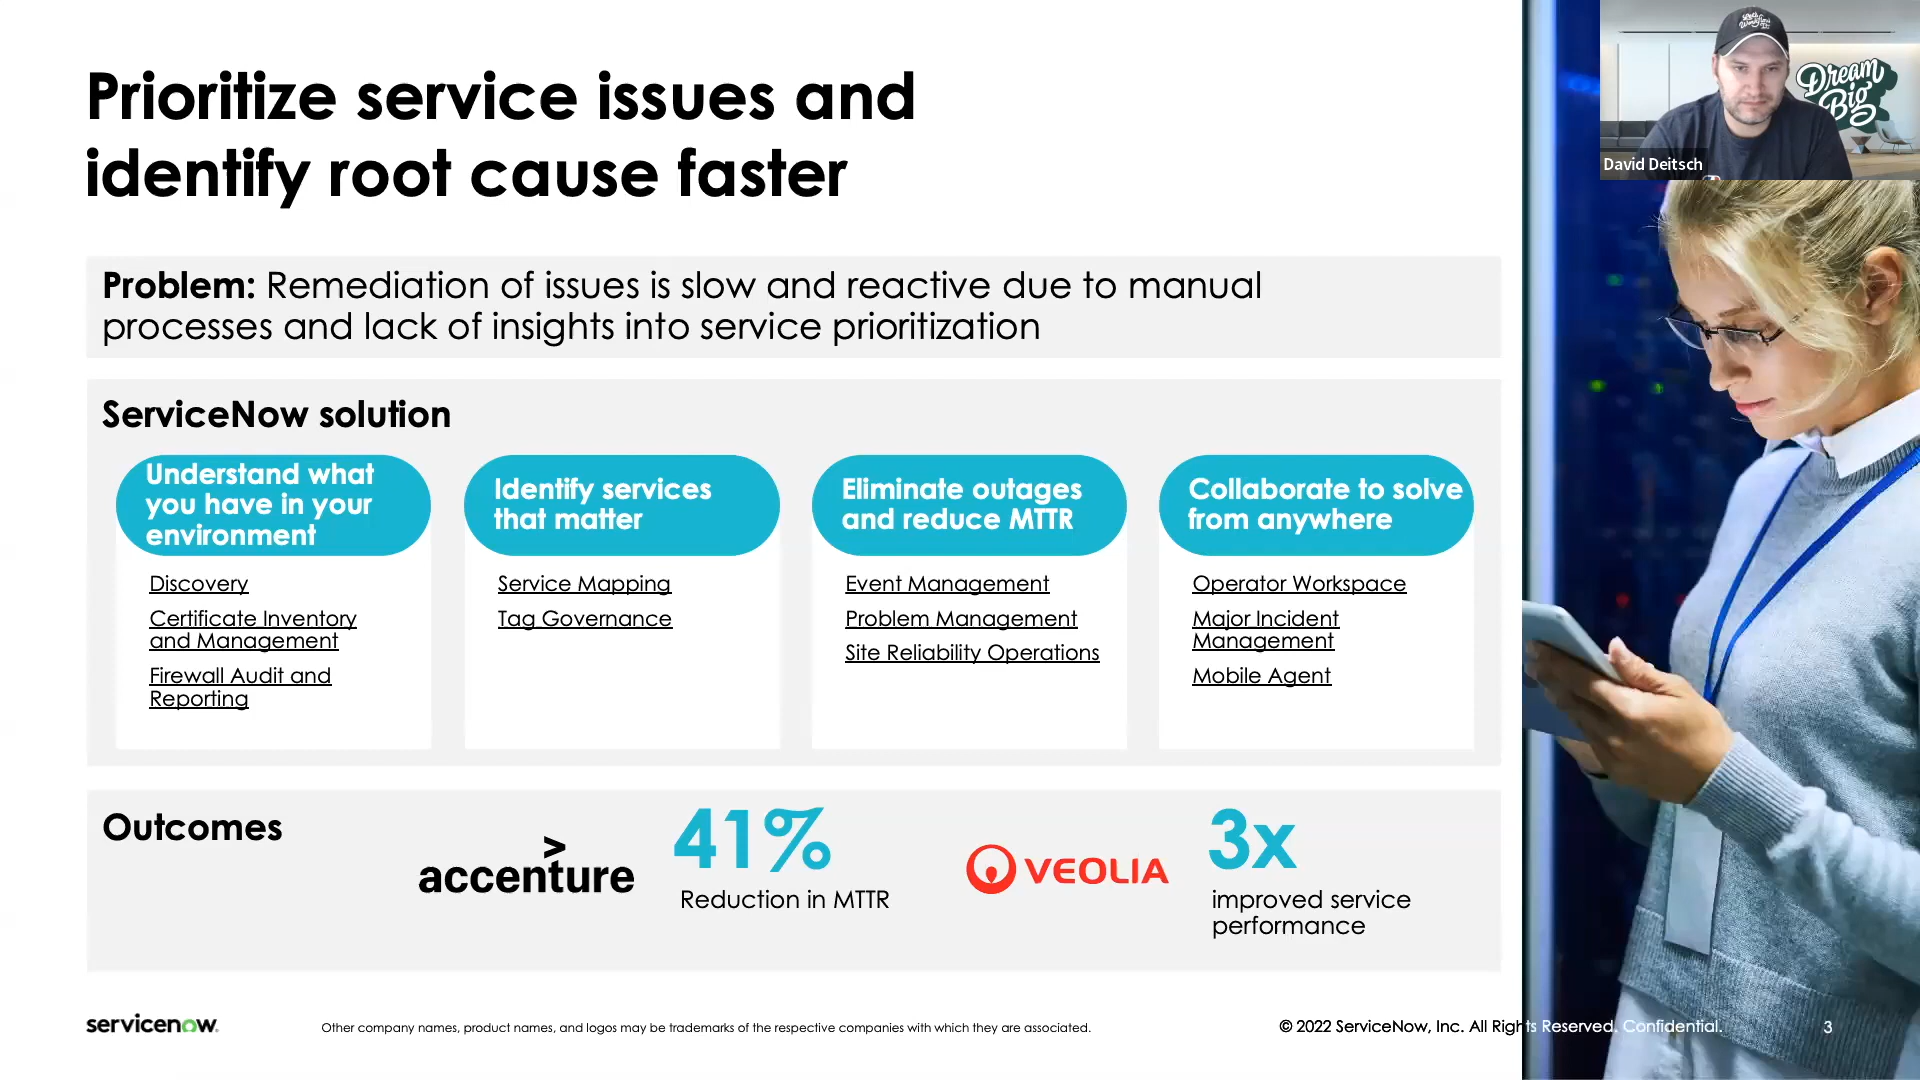 Prioritize service issues and
identify root cause faster
Problem: Remediation of issues is slow and reactive due to manual
processes and lack of insights into service prioritization
ServiceNow solution
Understand what
you have in your
environment
Discovery
Certificate Inventory
and Management
Firewall Audit and
Reporting
Identify services
that matter
Service Mapping
Tag Governance
Eliminate outages
and reduce MTTR
Event Management
Problem Management
Site Reliability Operations
Collaborate to solve
from anywhere
Operator Workspace
Major Incident
Management
Mobile Agent
Outcomes
accenture
41%
Reduction in MTTR
VEOLIA
3x
improved service
performance
servicenow.
Other company names, product names, and logos may be trademarks of the respective companies with which they are associated.
© 2022 ServiceNow, Inc. All Rights Reserved. Confidential.
3
Dream
Big
David Deitsch